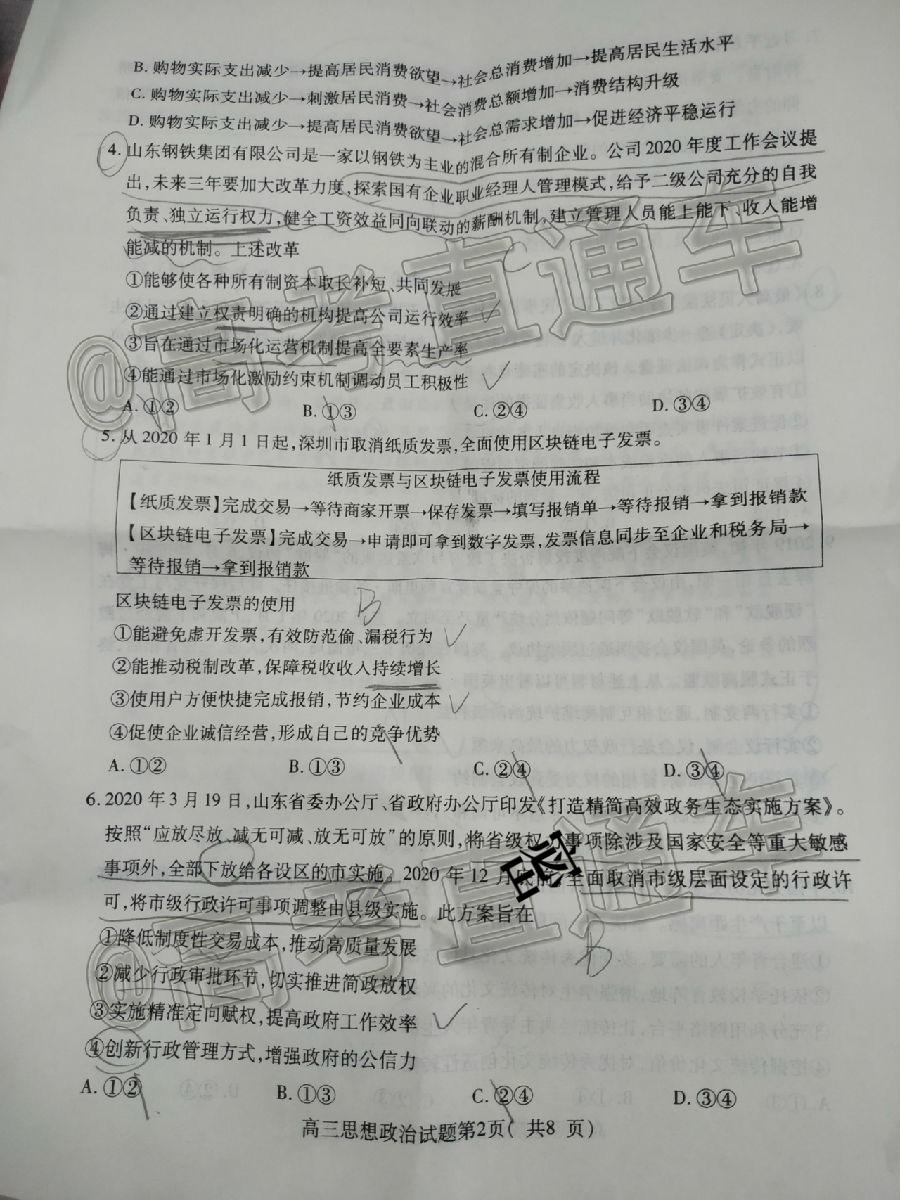 B. 购物实际支出减少→提高居民消费欲望→社会总消费增加→提高居民生活水平
C. 购物实际支出减少→刺激居民消费→社会消费总额增加→消费结构升级
D. 购物实际支出减少→提高居民消费欲望→社会总需求增加→促进经济平稳运行
4. 山东钢铁集团有限公司是一家以钢铁为主业的混合所有制企业。公司2020年度工作会议提
出,未来三年要加大改革力度,探索国有企业职业经理人管理模式,给予二级公司充分的自我
负责、独立运行权力,健全工资效益同向联动的薪酬机制,建立管理人员能上能下、收入能增
能减的机制。上述改革
①能够使各种所有制资本取长补短、共同发展
②通过建立权责明确的机构提高公司运行效率
③旨在通过市场化运营机制提高全要素生产率
④能通过市场化激励约束机制调动员工积极性
A. ①② B. ①③ C. ②④ D. ③④
5. 从2020年1月1日起,深圳市取消纸质发票,全面使用区块链电子发票。
纸质发票与区块链电子发票使用流程
【纸质发票】完成交易→等待商家开票→保存发票→填写报销单→等待报销→拿到报销款
【区块链电子发票】完成交易→申请即可拿到数字发票,发票信息同步至企业和税务局→
等待报销→拿到报销款
区块链电子发票的使用
B
①能避免虚开发票,有效防范偷、漏税行为
②能推动税制改革,保障税收收入持续增长
③使用户方便快捷完成报销,节约企业成本
④促使企业诚信经营,形成自己的竞争优势
A. ①② B. ①③ C. ②④ D. ③④
6. 2020年3月19日,山东省委办公厅、省政府办公厅印发《打造精简高效政务生态实施方案》。
按照“应放尽放、减无可减、放无可放”的原则,将省级权力事项除涉及国家安全等重大敏感
事项外,全部下放给各设区的市实施。2020年12月底前,全面取消市级层面设定的行政许
可,将市级行政许可事项调整由县级实施。此方案旨在
B
①降低制度性交易成本,推动高质量发展
②减少行政审批环节,切实推进简政放权
③实施精准定向赋权,提高政府工作效率
④创新行政管理方式,增强政府的公信力
A. ①② B. ①③ C. ②④ D. ③④
高三思想政治试题第2页( 共8 页)
@高考直通车
@高考直通车